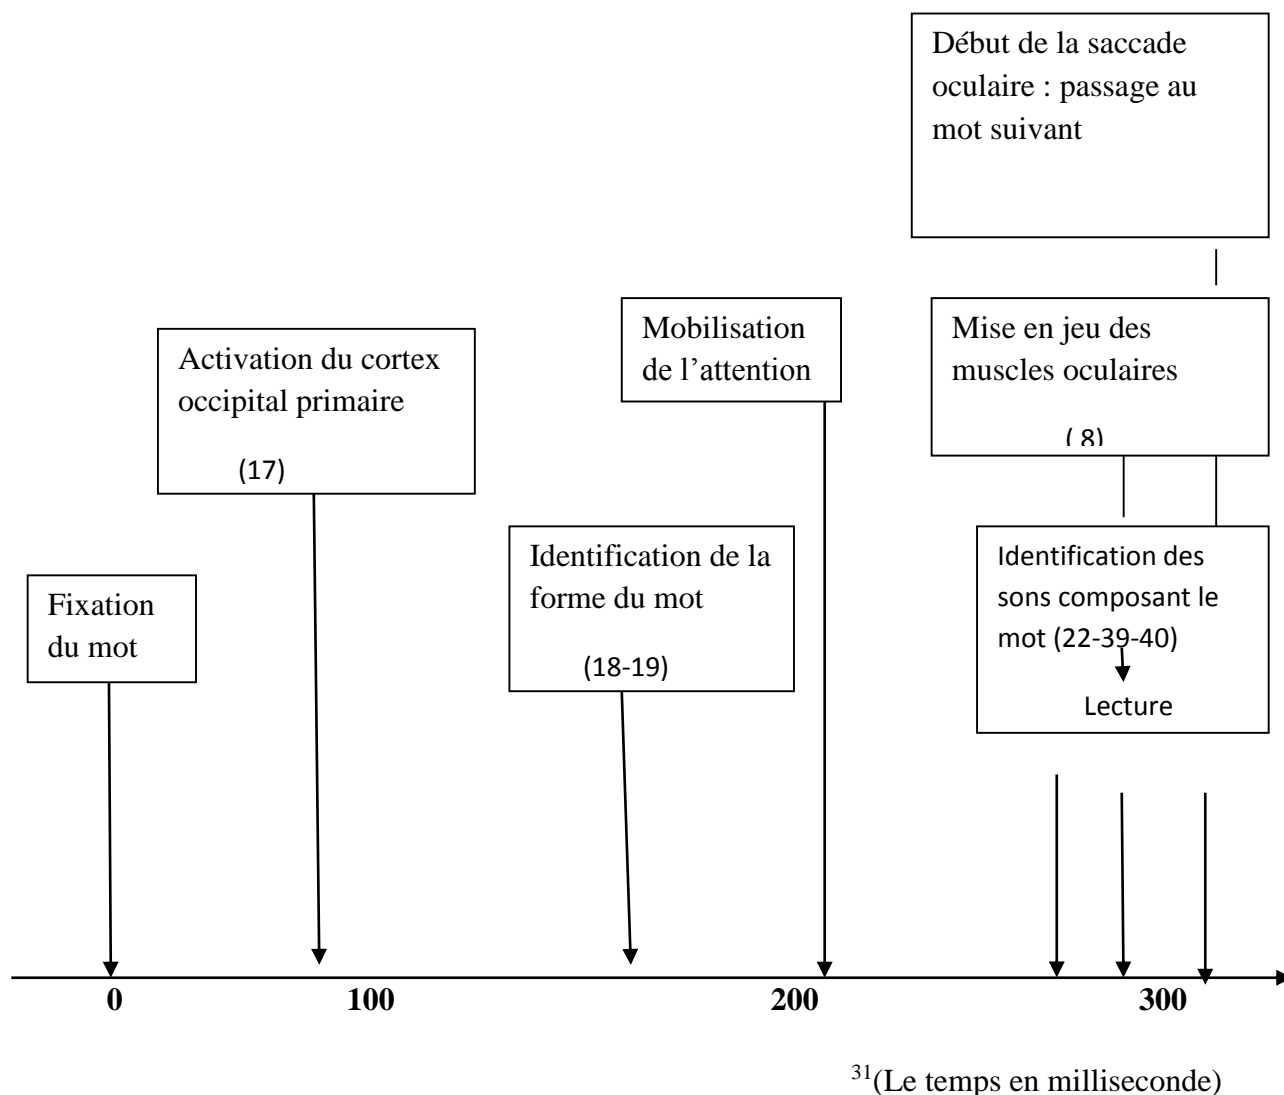 Début de la saccade
oculaire : passage au
mot suivant
Mobilisation
de l’attention
Mise en jeu des
muscles oculaires
( 8)
Activation du cortex
occipital primaire
(17)
Identification de la
forme du mot
(18-19)
Identification des
sons composant le
mot (22-39-40)
Lecture
Fixation
du mot
0 100 200 300
31(Le temps en milliseconde)